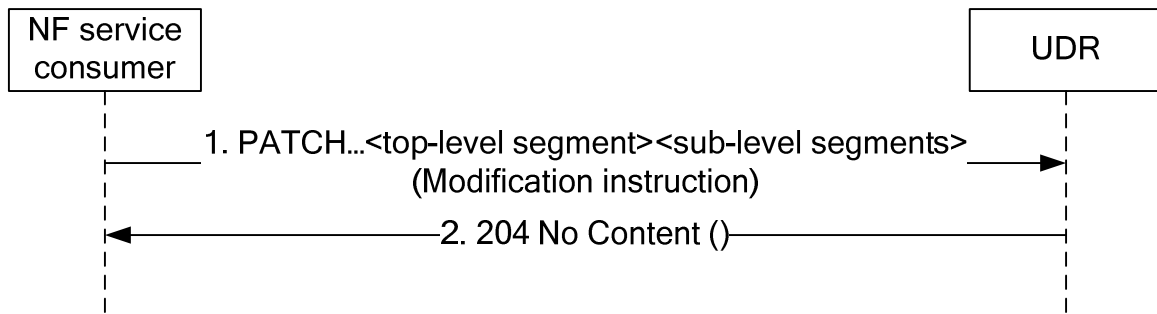 NF service
consumer
UDR
1. PATCH...<top-level segment><sub-level segments>
(Modification instruction)
2. 204 No Content ()